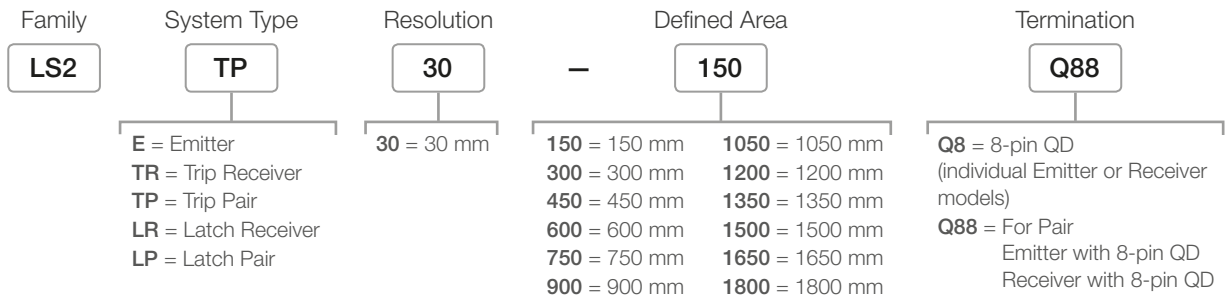 Family System Type Resolution Defined Area Termination
LS2 TP 30 – 150 Q88
E = Emitter
TR = Trip Receiver
TP = Trip Pair
LR = Latch Receiver
LP = Latch Pair
30 = 30 mm
150 = 150 mm 1050 = 1050 mm
300 = 300 mm 1200 = 1200 mm
450 = 450 mm 1350 = 1350 mm
600 = 600 mm 1500 = 1500 mm
750 = 750 mm 1650 = 1650 mm
900 = 900 mm 1800 = 1800 mm
Q8 = 8-pin QD
(individual Emitter or Receiver
models)
Q88 = For Pair
Emitter with 8-pin QD
Receiver with 8-pin QD